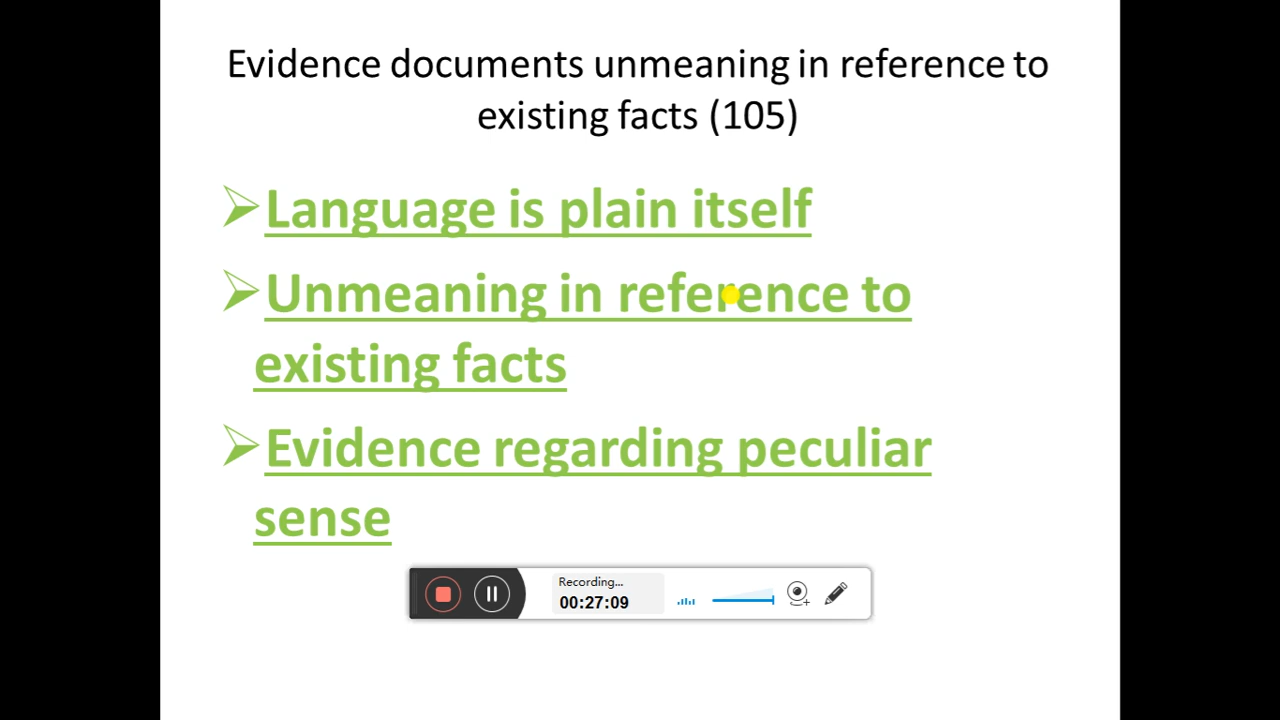 Evidence documents unmeaning in reference to
existing facts (105)
Language is plain itself
Unmeaning in reference to
existing facts
Evidence regarding peculiar
sense
Recording...
00:27:09